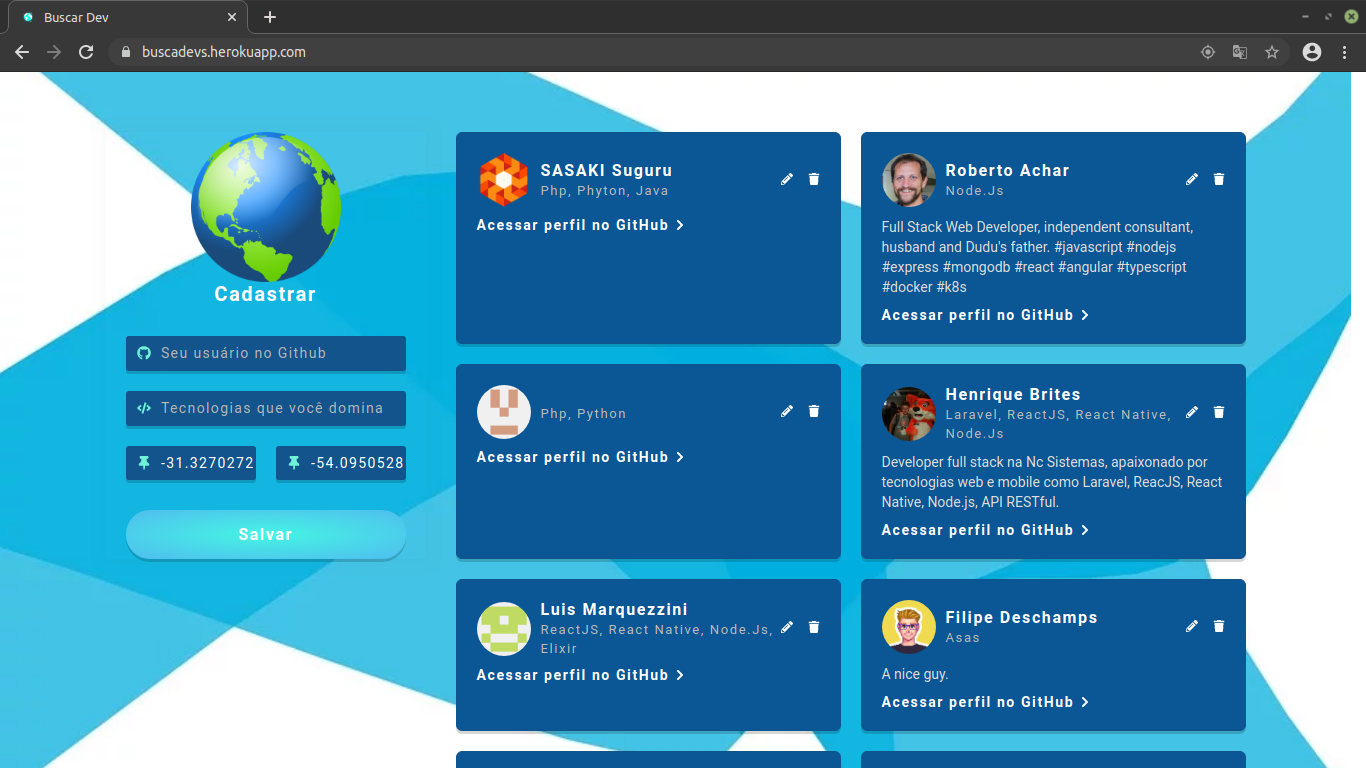 Buscar Dev
buscadevs.herokuapp.com
Cadastrar
Seu usuário no Github
Tecnologias que você domina
-31.3270272
-54.0950528
Salvar
SASAKI Suguru
Php, Phyton, Java
Acessar perfil no GitHub
Roberto Achar
Node.Js
Full Stack Web Developer, independent consultant,
husband and Dudu's father. #javascript #nodejs
#express #mongodb #react #angular #typescript
#docker #k8s
Acessar perfil no GitHub
Php, Python
Acessar perfil no GitHub
Henrique Brites
Laravel, ReactJS, React Native,
Node.Js
Developer full stack na Nc Sistemas, apaixonado por
tecnologias web e mobile como Laravel, ReacJS, React
Native, Node.js, API RESTful.
Acessar perfil no GitHub
Luis Marquezzini
ReactJS, React Native, Node.Js,
Elixir
Acessar perfil no GitHub
Filipe Deschamps
Asas
A nice guy.
Acessar perfil no GitHub